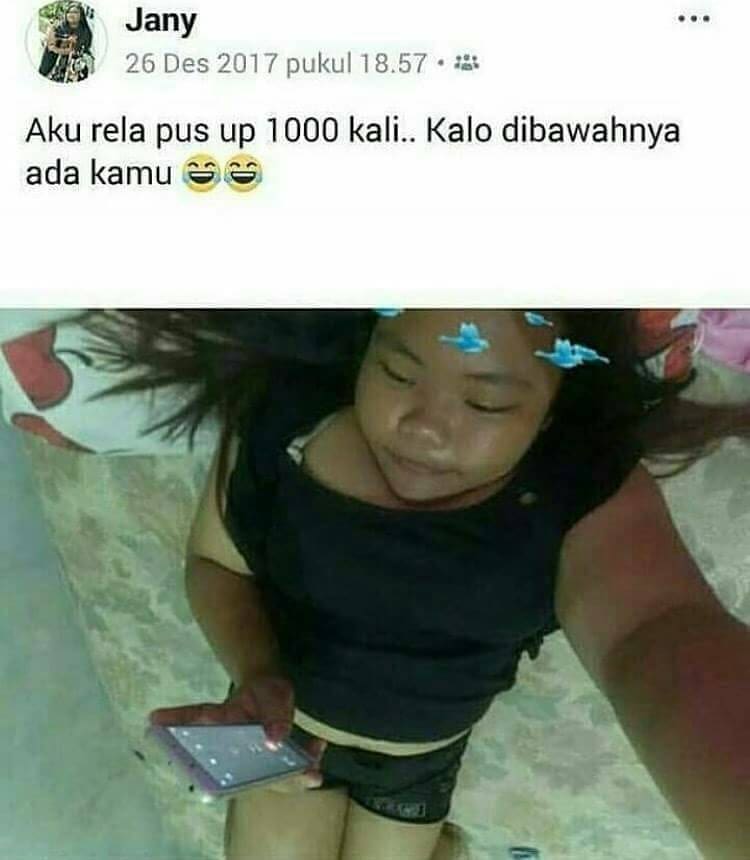 Jany
26 Des 2017 pukul 18.57
Aku rela pus up 1000 kali.. Kalo dibawahnya
ada kamu 😂😂